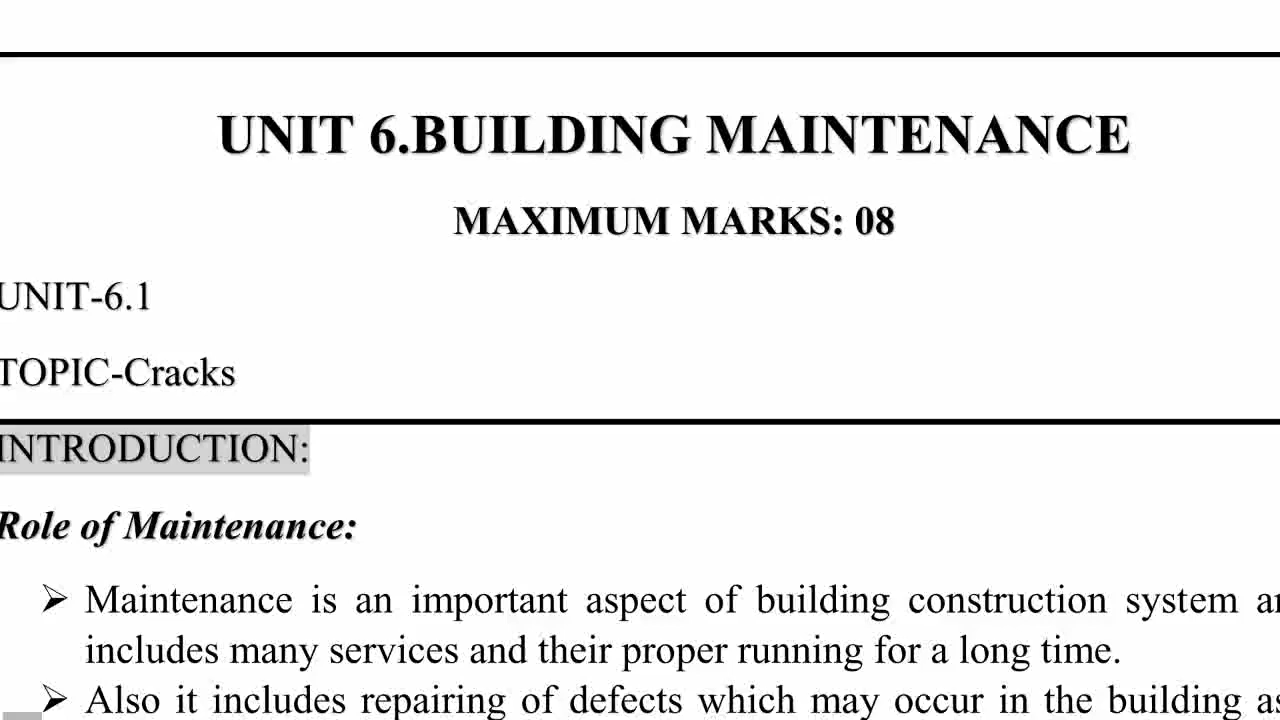 UNIT 6.BUILDING MAINTENANCE
MAXIMUM MARKS: 08
UNIT-6.1
TOPIC-Cracks
INTRODUCTION:
Role of Maintenance:
➢ Maintenance is an important aspect of building construction system
includes many services and their proper running for a long time.
➢ Also it includes repairing of defects which may occur in the building